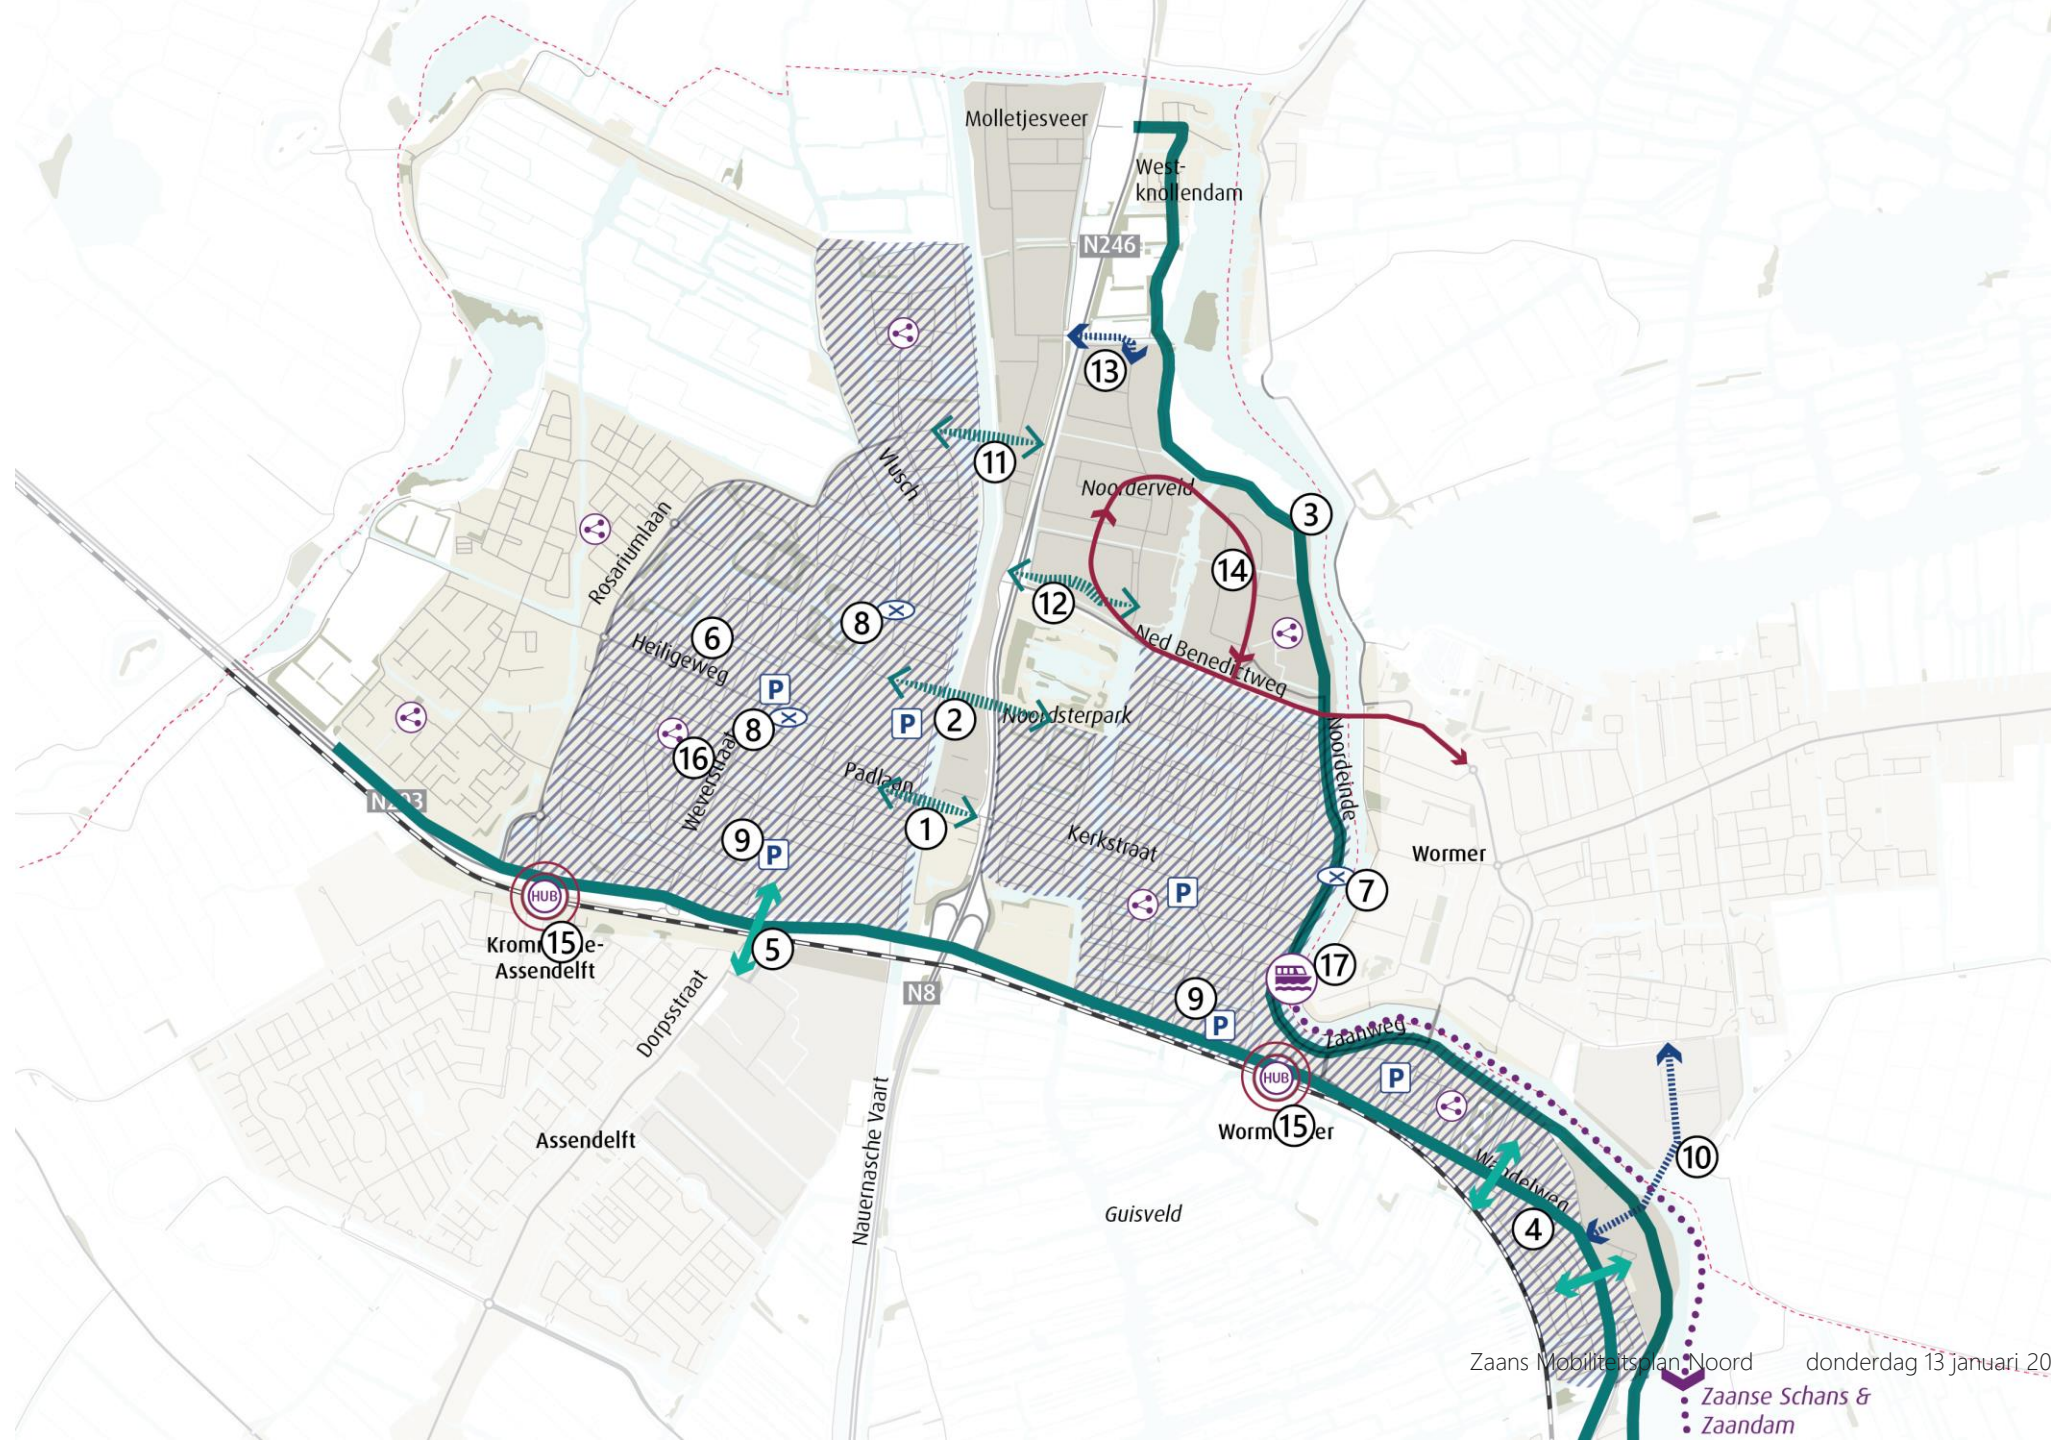 Molletjesveer
West-
knollendam
N246
13
Vlusch
11
Noorderveld
3
Rosariumlaan
14
12
8
6
Heiligeweg
Ned Benedictweg
P
2
Noordsterpark
P
8
16
Weverstraat
Noordeinde
Padlaan
N203
1
Kerkstraat
9
P
Wormer
7
P
HUB
15
Assendelft
5
17
Dorpsstraat
N8
9
P
Zaanweg
HUB
P
15
Assendelft
Nauernasche Vaart
10
Wandelweg
Guisveld
4
Zaans Mobiliteitsplan Noord donderdag 13 januari 20
Zaanse Schans &
Zaandam